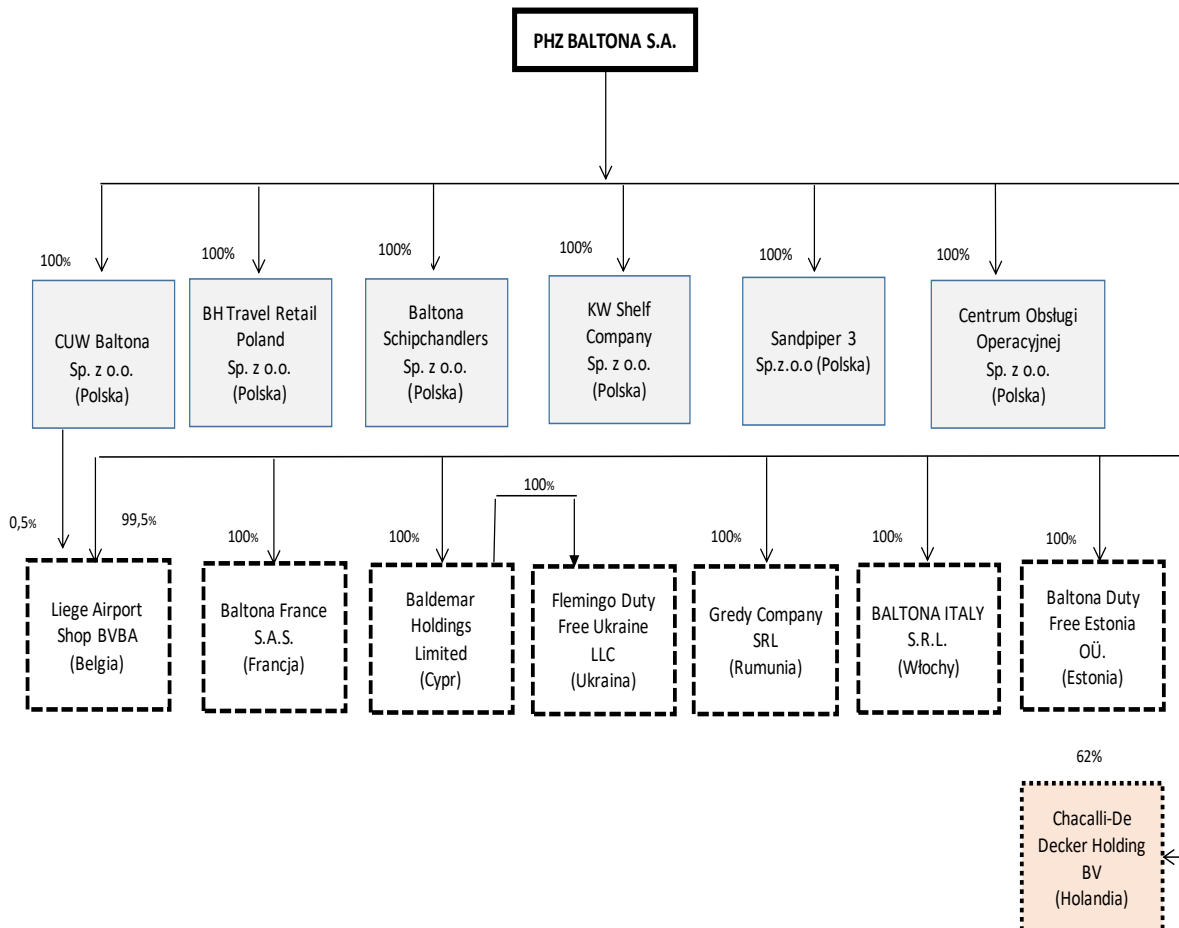 PHZ BALTONA S.A.
100%
100%
100%
100%
100%
100%
CUW Baltona
Sp. z o.o.
(Polska)
BH Travel Retail
Poland
Sp. z o.o.
(Polska)
Baltona
Schipchandlers
Sp. z o.o.
(Polska)
KW Shelf
Company
Sp. z o.o.
(Polska)
Sandpiper 3
Sp.z.o.o (Polska)
Centrum Obsługi
Operacyjnej
Sp. z o.o.
(Polska)
0,5%
99,5%
100%
100%
100%
100%
100%
100%
Liege Airport
Shop BVBA
(Belgia)
Baltona France
S.A.S.
(Francja)
Baldemar
Holdings
Limited
(Cypr)
Flemingo Duty
Free Ukraine
LLC
(Ukraina)
Gredy Company
SRL
(Rumunia)
BALTONA ITALY
S.R.L.
(Włochy)
Baltona Duty
Free Estonia
OÜ.
(Estonia)
62%
Chacalli-De
Decker Holding
BV
(Holandia)